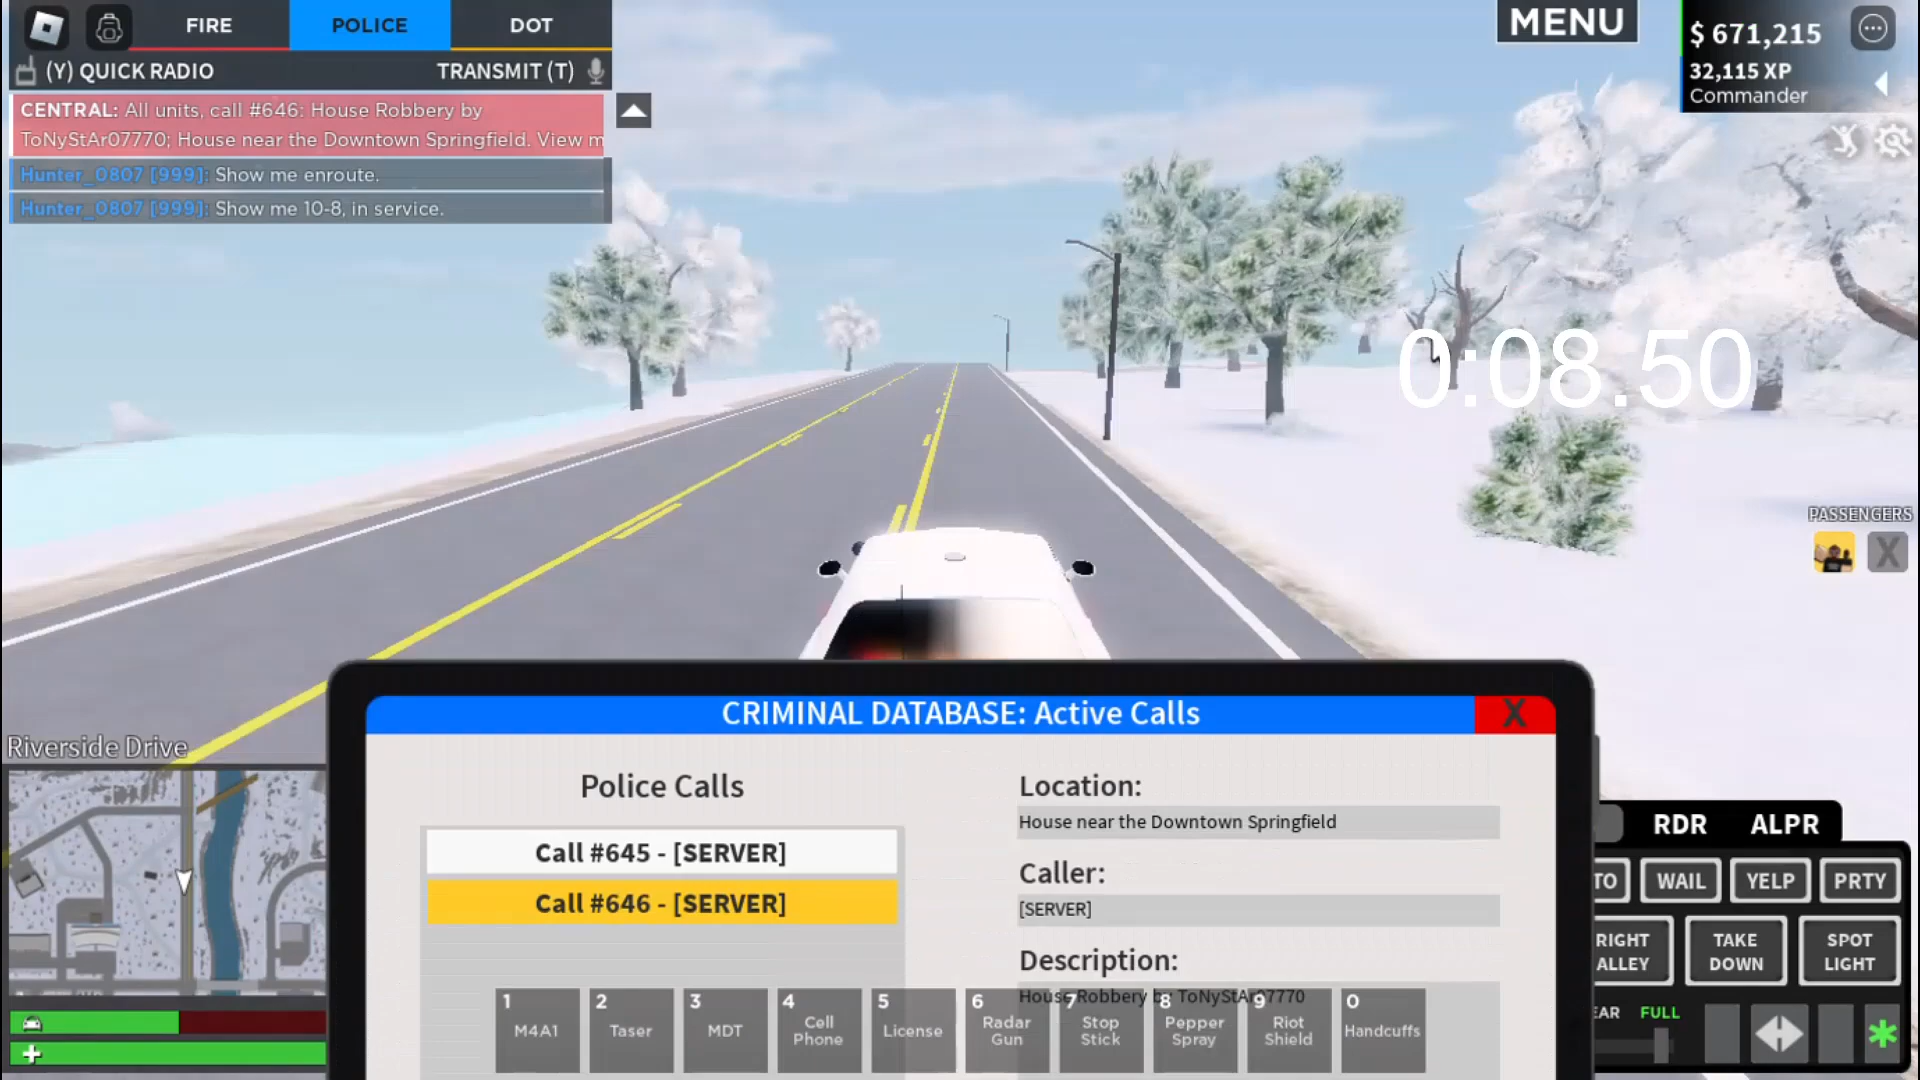 FIRE
POLICE
DOT
(Y) QUICK RADIO
TRANSMIT (T)
CENTRAL: All units, call #646: House Robbery by
ToNyStAr07770; House near the Downtown Springfield. View m
Hunter_0807 [999]: Show me enroute.
Hunter_0807 [999]: Show me 10-8, in service.
MENU
$ 671,215
32,115 XP
Commander
0:08.50
PASSENGERS
X
Riverside Drive
CRIMINAL DATABASE: Active Calls
X
Police Calls
Call #645 - [SERVER]
Call #646 - [SERVER]
Location:
House near the Downtown Springfield
Caller:
[SERVER]
Description:
House Robbery by ToNyStAr07770
1
M4A1
2
Taser
3
MDT
4
Cell
Phone
5
License
6
Radar
Gun
7
Stop
Stick
8
Pepper
Spray
9
Riot
Shield
0
Handcuffs
RDR
ALPR
TO
WAIL
YELP
PRTY
RIGHT
ALLEY
TAKE
DOWN
SPOT
LIGHT
EAR
FULL